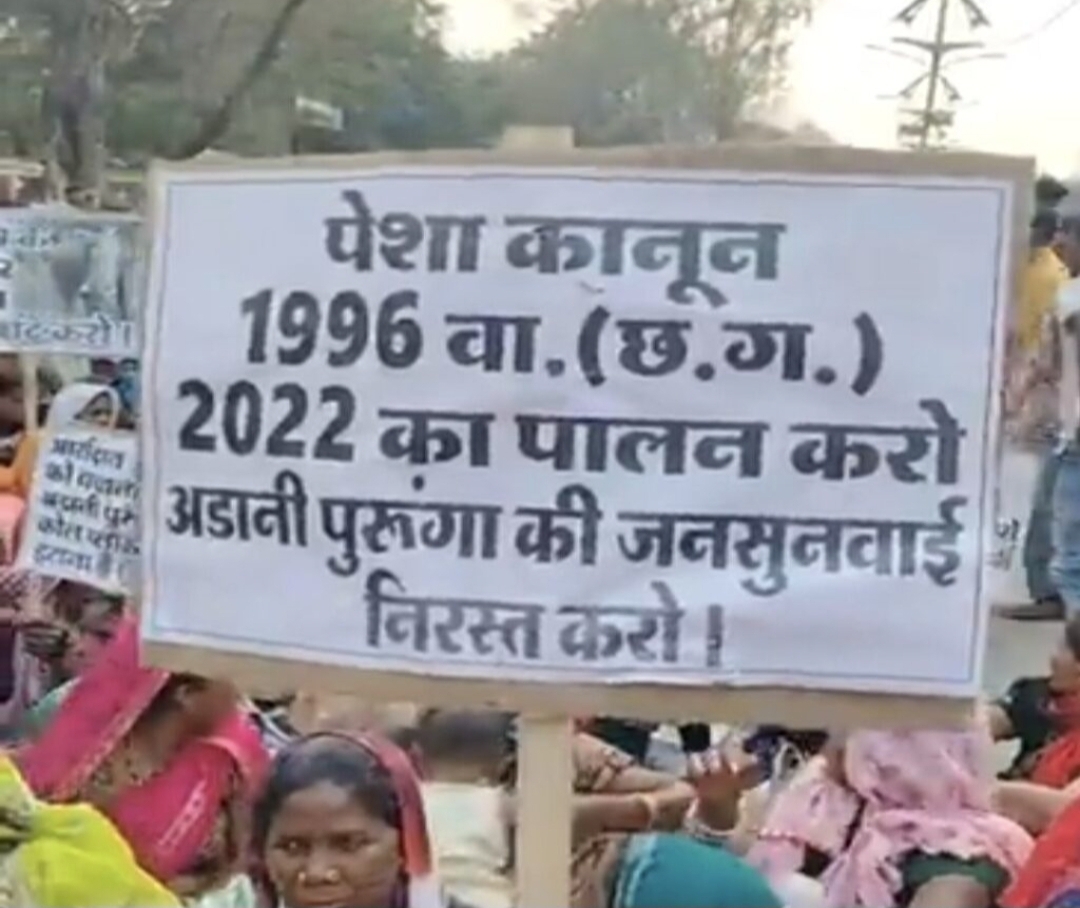 पेशा कानून
1996 वा.(छ.ग.)
2022 का पालन करो
अडानी पुरूंगा की जनसुनवाई
निरस्त करो!